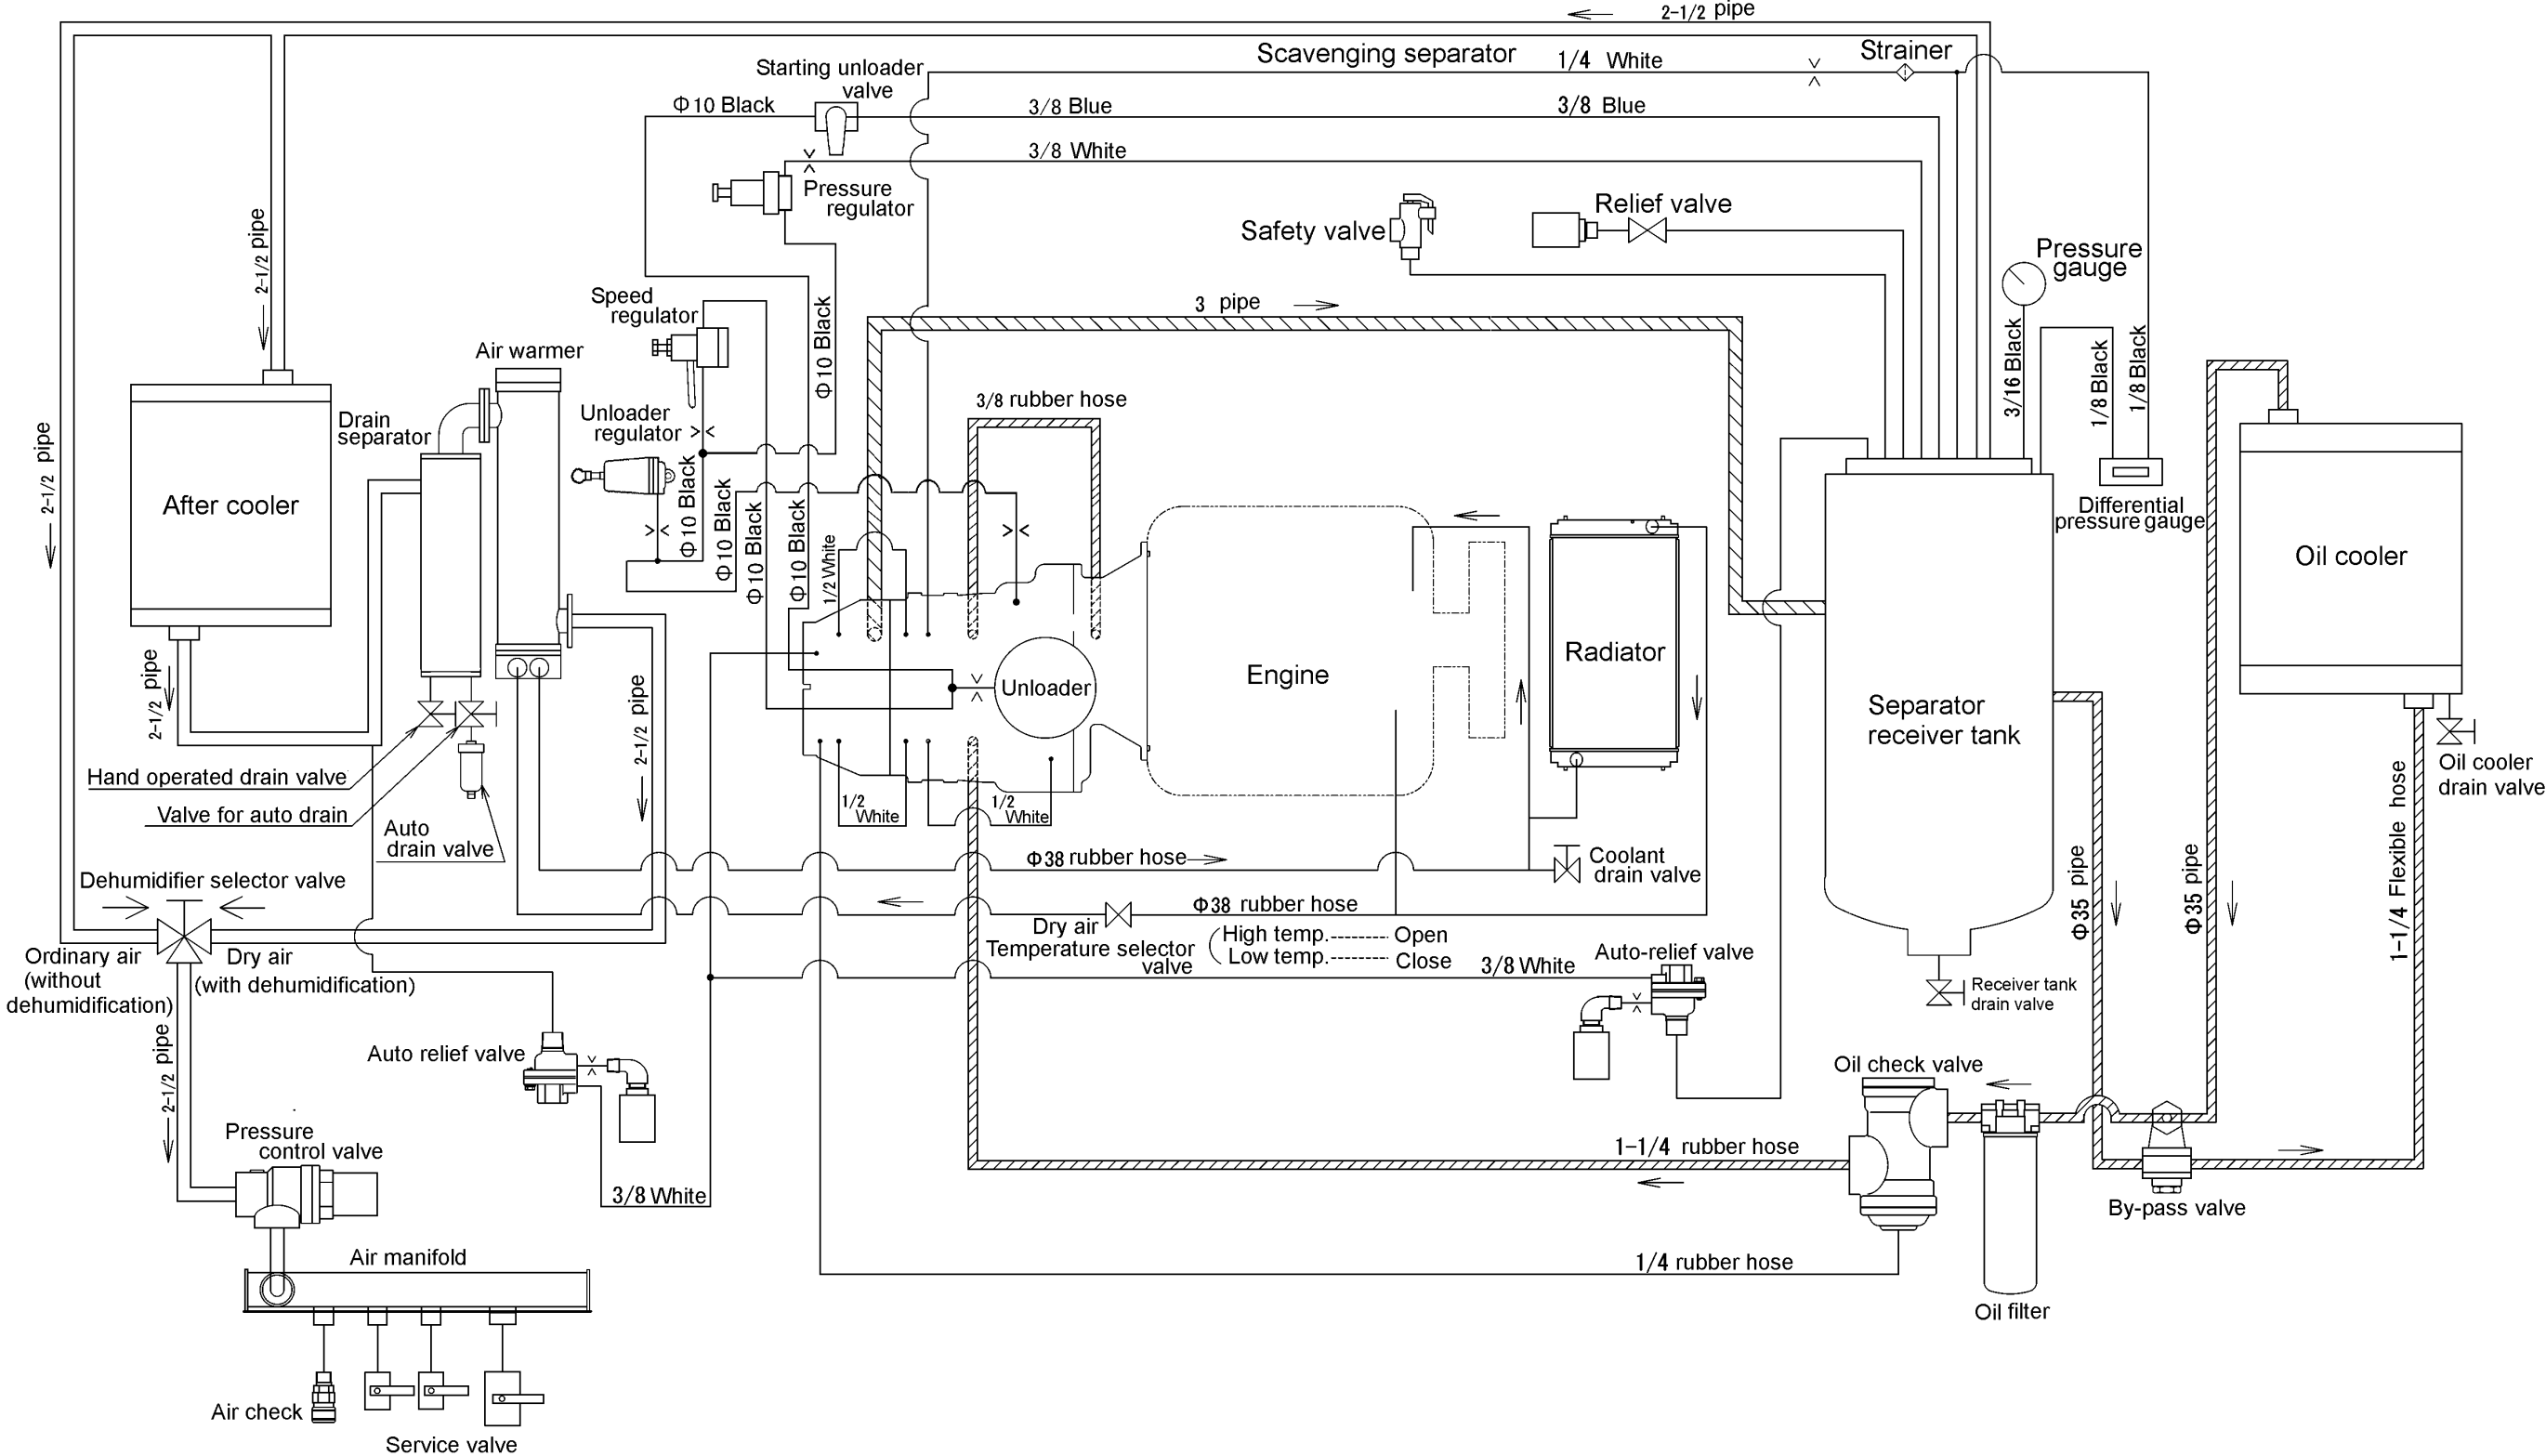 2-1/2 pipe
Scavenging separator
1/4 White
Strainer
Starting unloader
valve
Φ10 Black
3/8 Blue
3/8 Blue
3/8 White
Pressure
regulator
Safety valve
Relief valve
Pressure
gauge
2-1/2 pipe
Speed
regulator
Φ10 Black
3 pipe
3/16 Black
1/8 Black
1/8 Black
Air warmer
Drain
separator
Unloader
regulator
3/8 rubber hose
2-1/2 pipe
After cooler
Φ10 Black
Φ10 Black
Φ10 Black
Φ10 Black
1/2 White
Differential
pressure gauge
Oil cooler
Engine
Radiator
Unloader
Separator
receiver tank
2-1/2 pipe
2-1/2 pipe
Hand operated drain valve
Valve for auto drain
Auto
drain valve
1/2
White
1/2
White
Oil cooler
drain valve
Φ38 rubber hose
Coolant
drain valve
Dehumidifier selector valve
Φ38 rubber hose
Dry air
Temperature selector
valve
High temp.-------- Open
Low temp.-------- Close
Φ35 pipe
Φ35 pipe
1-1/4 Flexible hose
Ordinary air
(without
dehumidification)
Dry air
(with dehumidification)
3/8 White
Auto-relief valve
Receiver tank
drain valve
2-1/2 pipe
Auto relief valve
Oil check valve
Pressure
control valve
3/8 White
1-1/4 rubber hose
By-pass valve
Air manifold
1/4 rubber hose
Oil filter
Air check
Service valve